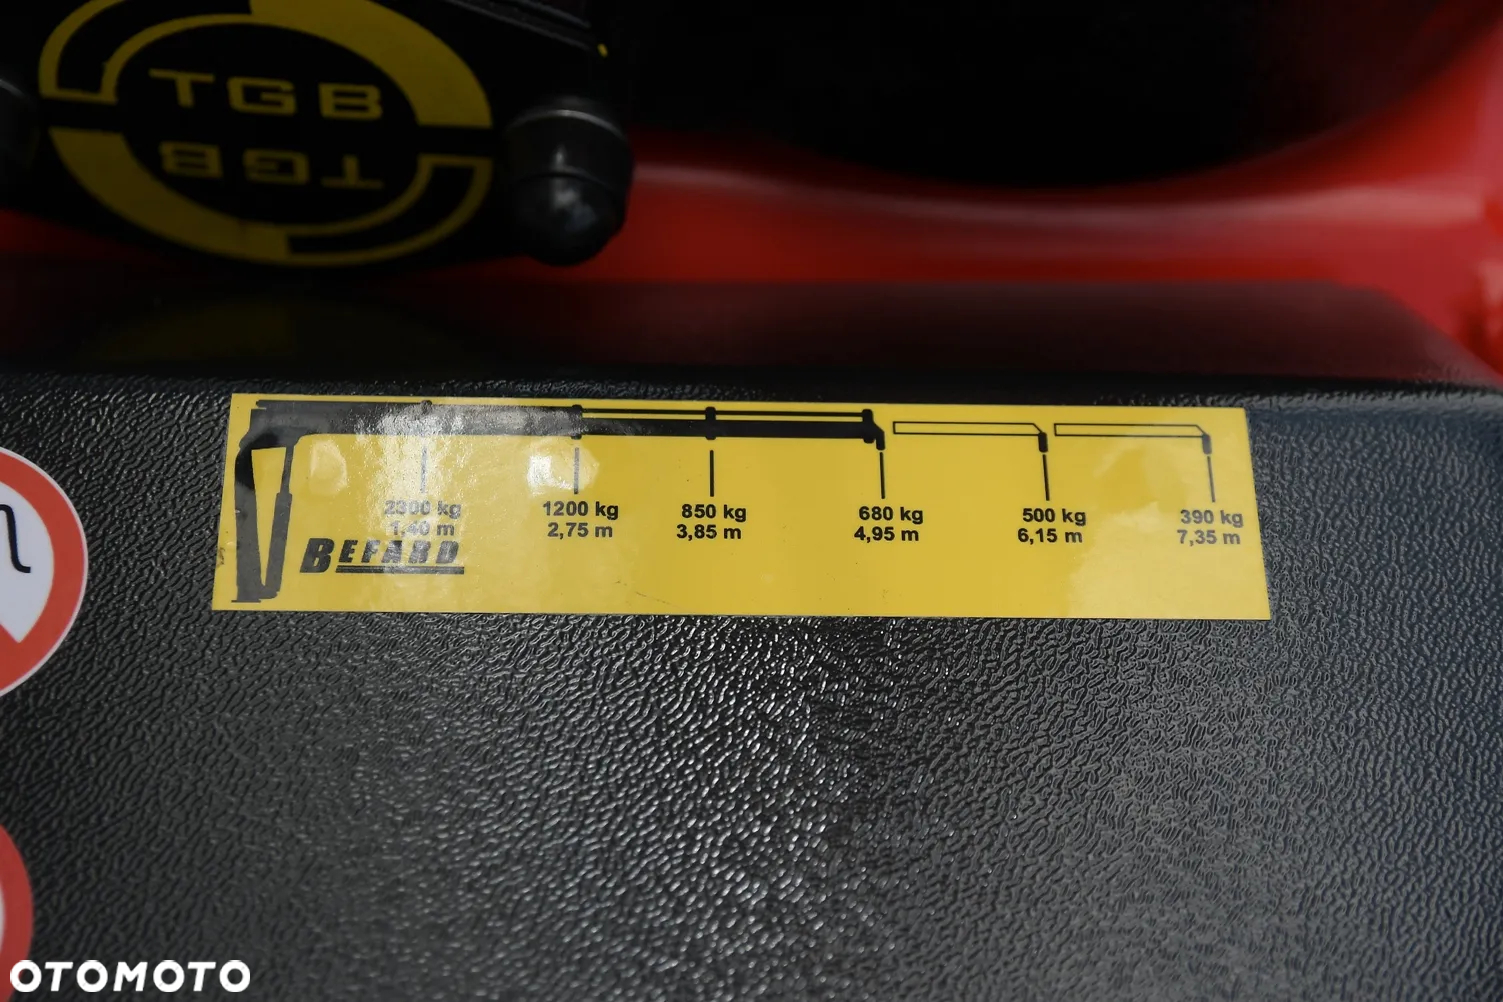 TGB
TGB
2300 kg
1,40 m
1200 kg
2,75 m
850 kg
3,85 m
680 kg
4,95 m
500 kg
6,15 m
390 kg
7,35 m
BEFARD
OTOMOTO